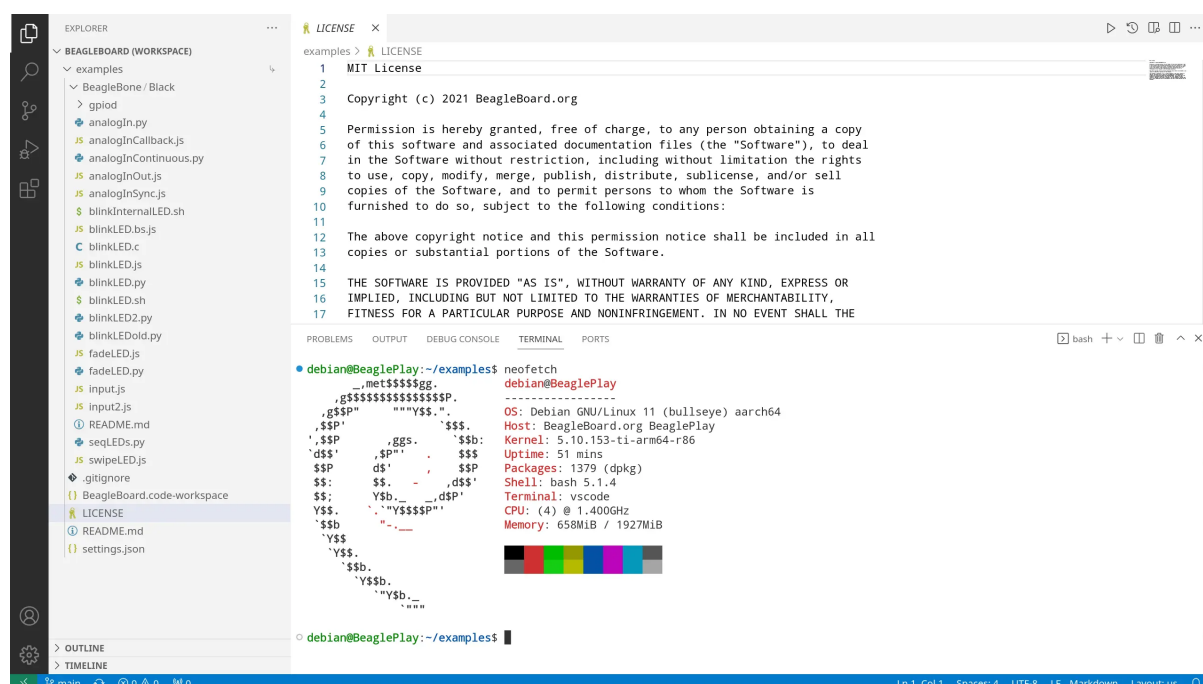 EXPLORER
BEAGLEBOARD (WORKSPACE)
examples
BeagleBone / Black
gpiod
analogIn.py
JS analogInCallback.js
analogInContinuous.py
JS analogInOut.js
JS analogInSync.js
$ blinkInternalLED.sh
JS blinkLED.bs.js
C blinkLED.c
JS blinkLED.js
blinkLED.py
$ blinkLED.sh
blinkLED2.py
blinkLEDold.py
JS fadeLED.js
fadeLED.py
JS input.js
JS input2.js
README.md
seqLEDs.py
JS swipeLED.js
.gitignore
{} BeagleBoard.code-workspace
LICENSE
README.md
{} settings.json
OUTLINE
TIMELINE
LICENSE
examples > LICENSE
1 MIT License
2
3 Copyright (c) 2021 BeagleBoard.org
4
5 Permission is hereby granted, free of charge, to any person obtaining a copy
6 of this software and associated documentation files (the "Software"), to deal
7 in the Software without restriction, including without limitation the rights
8 to use, copy, modify, merge, publish, distribute, sublicense, and/or sell
9 copies of the Software, and to permit persons to whom the Software is
10 furnished to do so, subject to the following conditions:
11
12 The above copyright notice and this permission notice shall be included in all
13 copies or substantial portions of the Software.
14
15 THE SOFTWARE IS PROVIDED "AS IS", WITHOUT WARRANTY OF ANY KIND, EXPRESS OR
16 IMPLIED, INCLUDING BUT NOT LIMITED TO THE WARRANTIES OF MERCHANTABILITY,
17 FITNESS FOR A PARTICULAR PURPOSE AND NONINFRINGEMENT. IN NO EVENT SHALL THE
PROBLEMS OUTPUT DEBUG CONSOLE TERMINAL PORTS
bash
debian@BeaglePlay:~/examples$ neofetch
debian@BeaglePlay
-----------------
OS: Debian GNU/Linux 11 (bullseye) aarch64
Host: BeagleBoard.org BeaglePlay
Kernel: 5.10.153-ti-arm64-r86
Uptime: 51 mins
Packages: 1379 (dpkg)
Shell: bash 5.1.4
Terminal: vscode
CPU: (4) @ 1.400GHz
Memory: 658MiB / 1927MiB
debian@BeaglePlay:~/examples$
main 0 0 0 Ln 1, Col 1 Spaces: 4 UTF-8 LF Markdown Layout: us